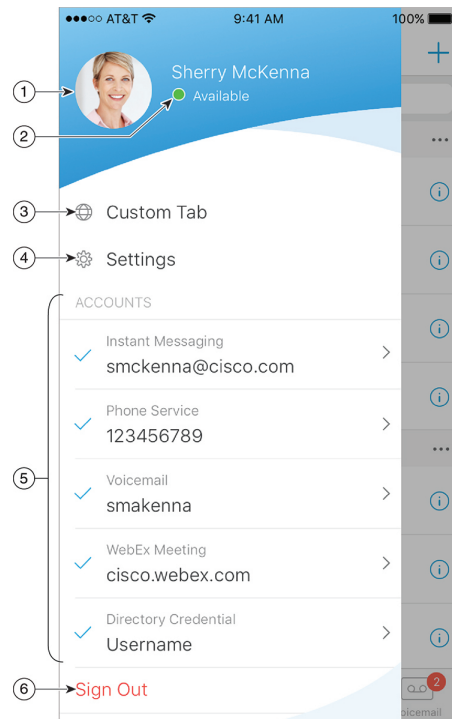 AT&T 9:41 AM 100%
Sherry McKenna
1
Available
2
3 Custom Tab
4 Settings
ACCOUNTS
Instant Messaging
smckenna@cisco.com
Phone Service
123456789
5
Voicemail
smakenna
WebEx Meeting
cisco.webex.com
Directory Credential
Username
6 Sign Out
2
oicemail